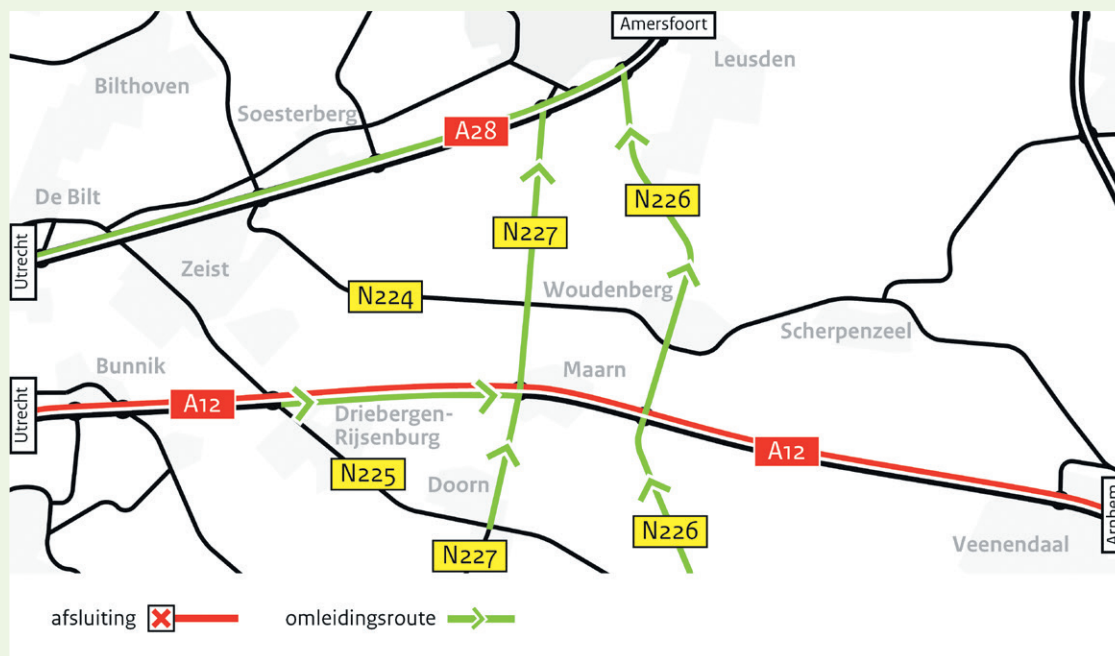 Amersfoort
Leusden
Bilthoven
Soesterberg
A28
De Bilt
N226
Utrecht
N227
Zeist
N224
Woudenberg
Scherpenzeel
Bunnik
Maarn
Utrecht
A12
Driebergen-
Rijsenburg
A12
N225
Doorn
Arnhem
N226
N227
Veenendaal
afsluiting
omleidingsroute